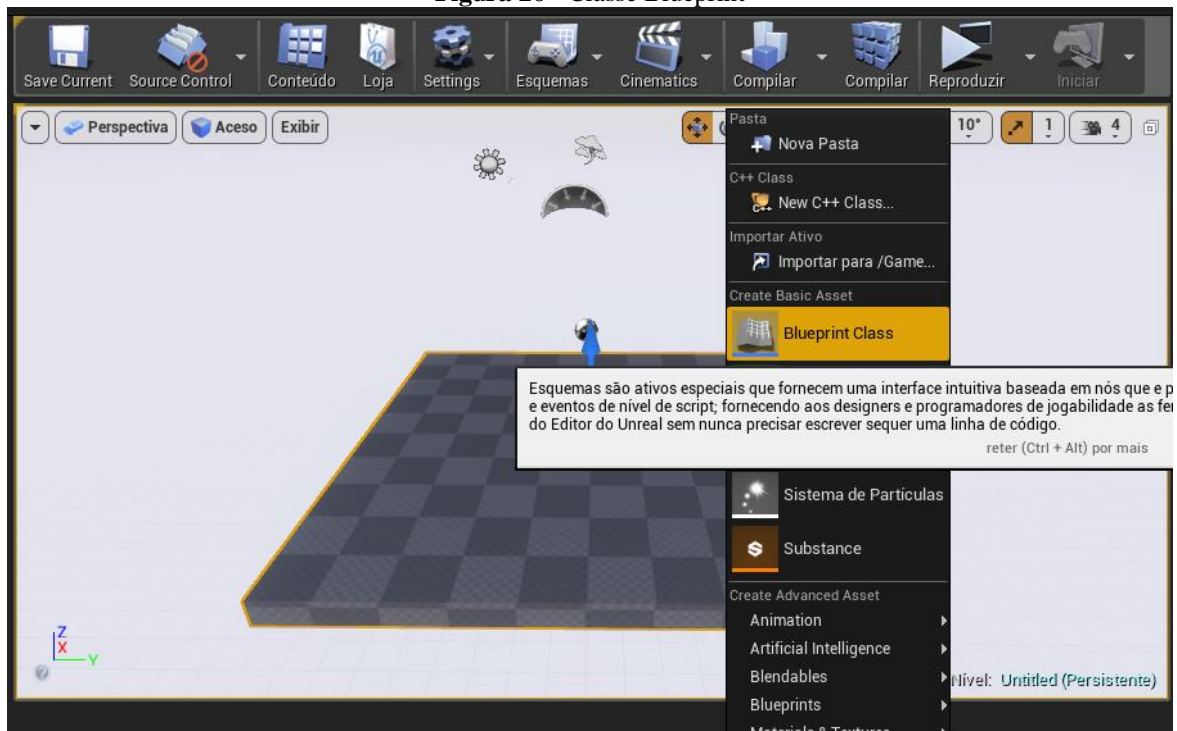 Save Current Source Control Conteúdo Loja Settings Esquemas Cinematics Compilar Compilar Reproduzir Iniciar
Perspectiva Aceso Exibir 10° 1 4
Pasta
Nova Pasta
C++ Class
New C++ Class...
Importar Ativo
Importar para /Game...
Create Basic Asset
Blueprint Class
Esquemas são ativos especiais que fornecem uma interface intuitiva baseada em nós que e p
e eventos de nível de script; fornecendo aos designers e programadores de jogabilidade as fe
do Editor do Unreal sem nunca precisar escrever sequer uma linha de código.
reter (Ctrl + Alt) por mais
Sistema de Partículas
Substance
Create Advanced Asset
Animation
Artificial Intelligence
Blendables
Nível: Untitled (Persistente)
Blueprints
Z
X
Y